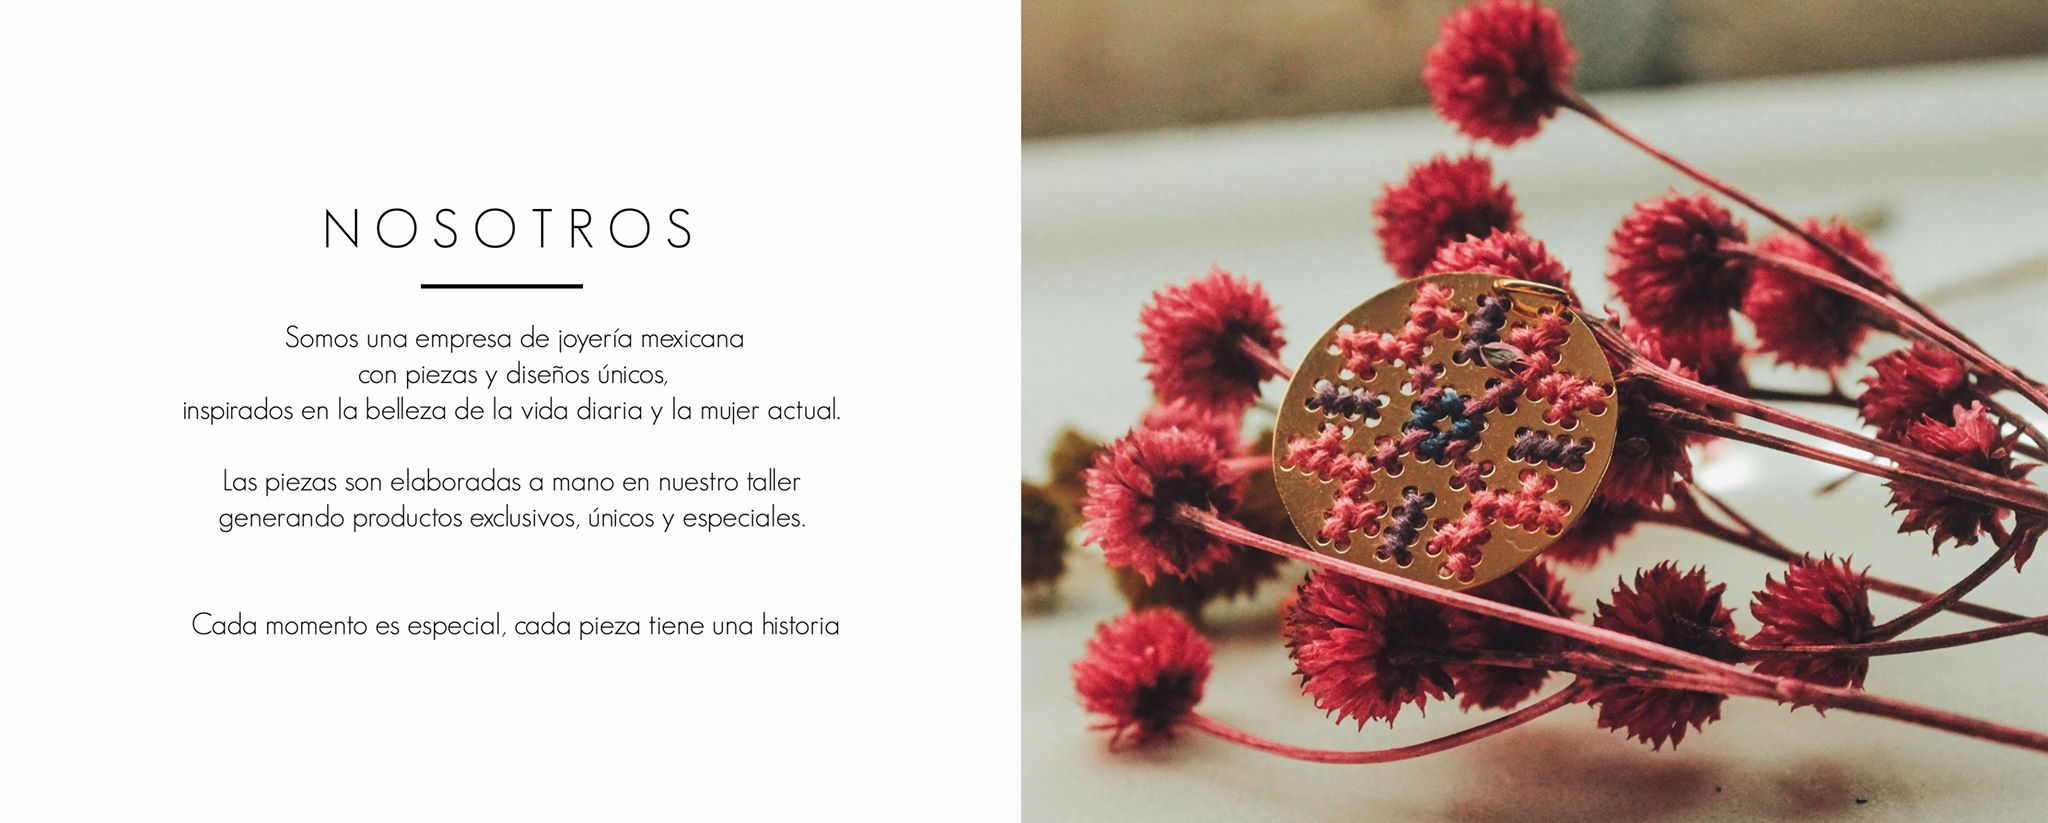 NOSOTROS
Somos una empresa de joyería mexicana
con piezas y diseños únicos,
inspirados en la belleza de la vida diaria y la mujer actual.
Las piezas son elaboradas a mano en nuestro taller
generando productos exclusivos, únicos y especiales.
Cada momento es especial, cada pieza tiene una historia